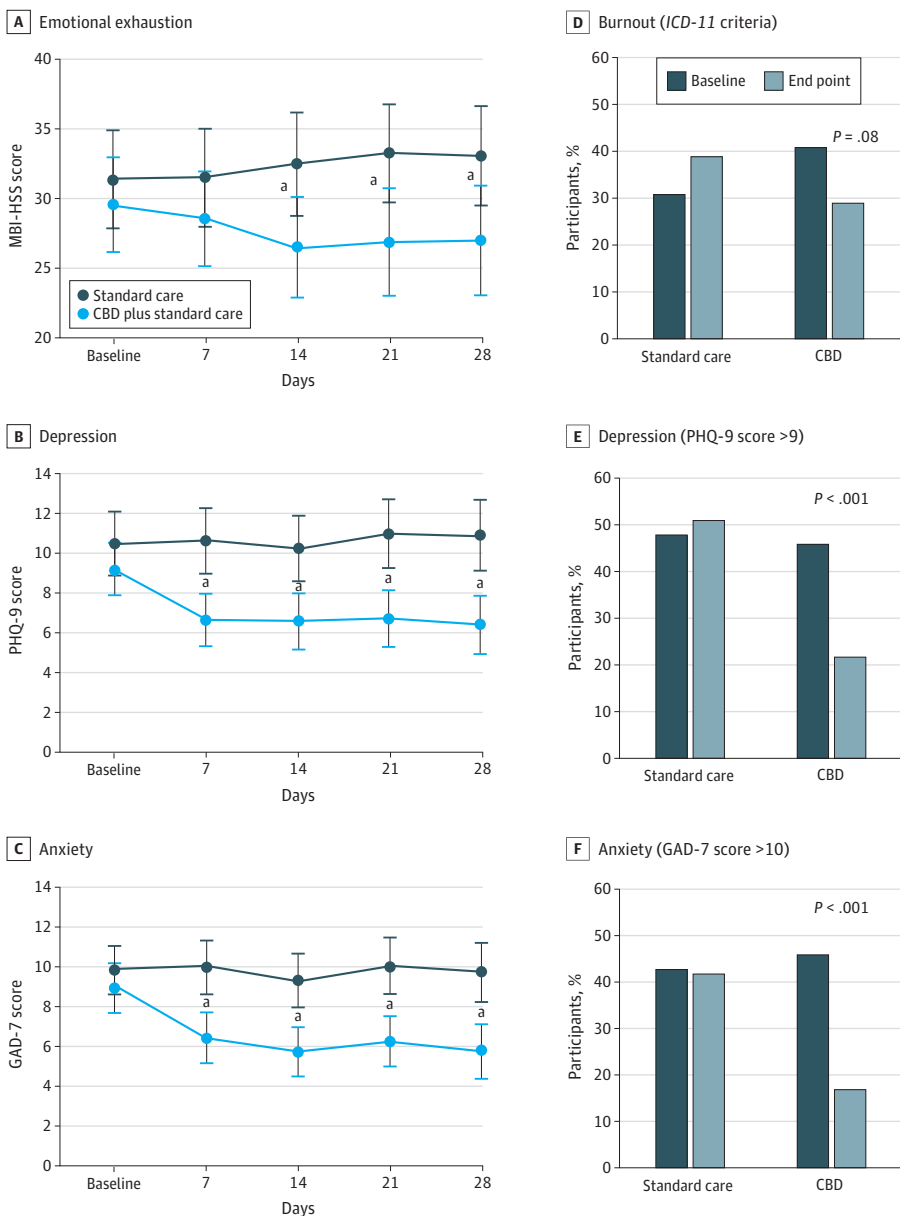 A Emotional exhaustion
MBI-HSS score
40
35
30
25
20
a
a
a
Standard care
CBD plus standard care
Baseline 7 14 21 28
Days
B Depression
PHQ-9 score
14
12
10
8
6
4
2
0
a
a
a
a
Baseline 7 14 21 28
Days
C Anxiety
GAD-7 score
14
12
10
8
6
4
2
0
a
a
a
a
Baseline 7 14 21 28
Days
D Burnout (ICD-11 criteria)
Participants, %
60
50
40
30
20
10
0
Baseline End point
P = .08
Standard care CBD
E Depression (PHQ-9 score >9)
Participants, %
60
50
40
30
20
10
0
P < .001
Standard care CBD
F Anxiety (GAD-7 score >10)
Participants, %
60
50
40
30
20
10
0
P < .001
Standard care CBD